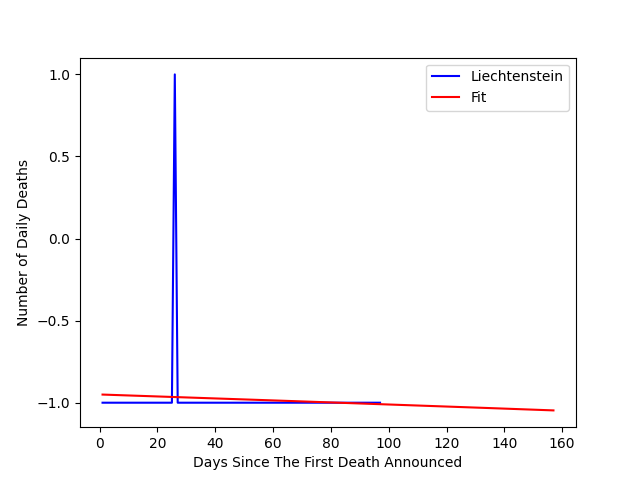 Liechtenstein
Fit
1.0
0.5
0.0
−0.5
−1.0
Number of Daily Deaths
0 20 40 60 80 100 120 140 160
Days Since The First Death Announced